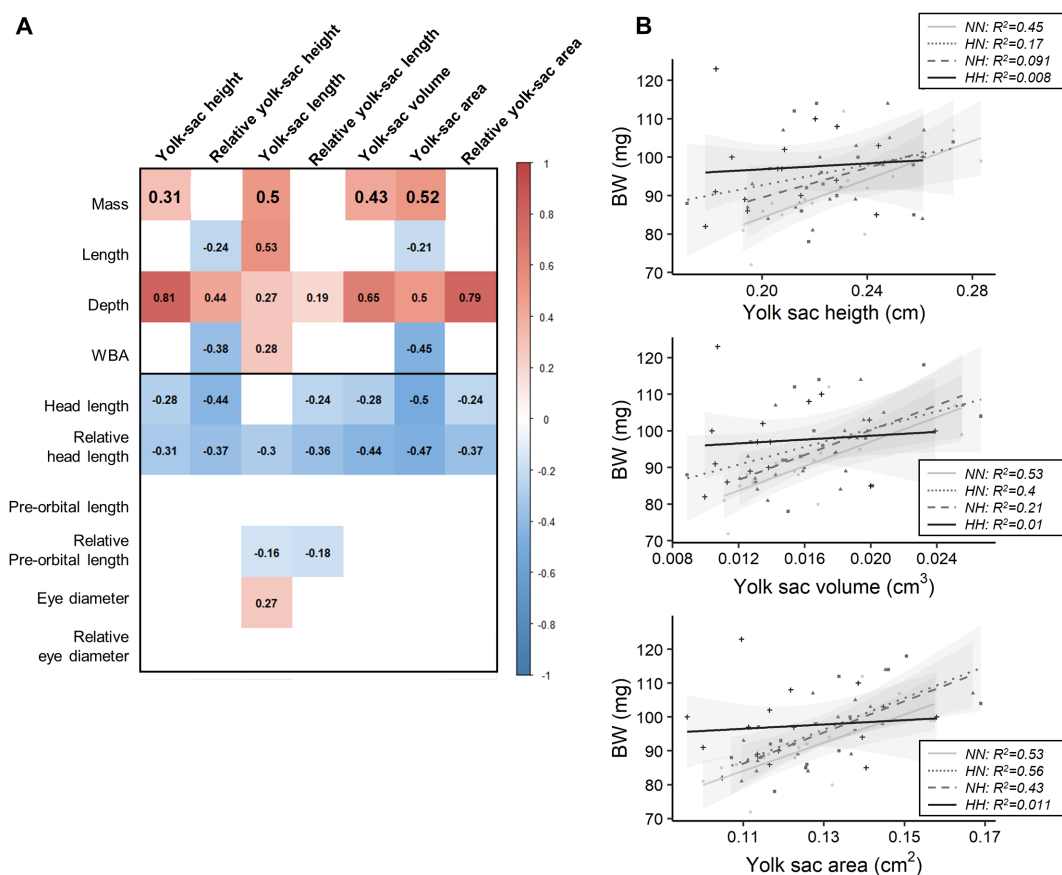 A
Yolk-sac height
Relative yolk-sac height
Yolk-sac length
Relative yolk-sac length
Yolk-sac volume
Yolk-sac area
Relative yolk-sac area
Mass
0.31
0.5
0.43
0.52
Length
-0.24
0.53
-0.21
Depth
0.81
0.44
0.27
0.19
0.65
0.5
0.79
WBA
-0.38
0.28
-0.45
Head length
-0.28
-0.44
-0.24
-0.28
-0.5
-0.24
Relative
head length
-0.31
-0.37
-0.3
-0.36
-0.44
-0.47
-0.37
Pre-orbital length
Relative
Pre-orbital length
-0.16
-0.18
Eye diameter
0.27
Relative
eye diameter
1
0.8
0.6
0.4
0.2
0
-0.2
-0.4
-0.6
-0.8
-1
B
NN: R²=0.45
HN: R²=0.17
NH: R²=0.091
HH: R²=0.008
BW (mg)
120
110
100
90
80
70
0.20
0.24
0.28
Yolk sac heigth (cm)
BW (mg)
120
110
100
90
80
70
NN: R²=0.53
HN: R²=0.4
NH: R²=0.21
HH: R²=0.01
0.008
0.012
0.016
0.020
0.024
Yolk sac volume (cm³)
BW (mg)
120
110
100
90
80
70
NN: R²=0.53
HN: R²=0.56
NH: R²=0.43
HH: R²=0.011
0.11
0.13
0.15
0.17
Yolk sac area (cm²)